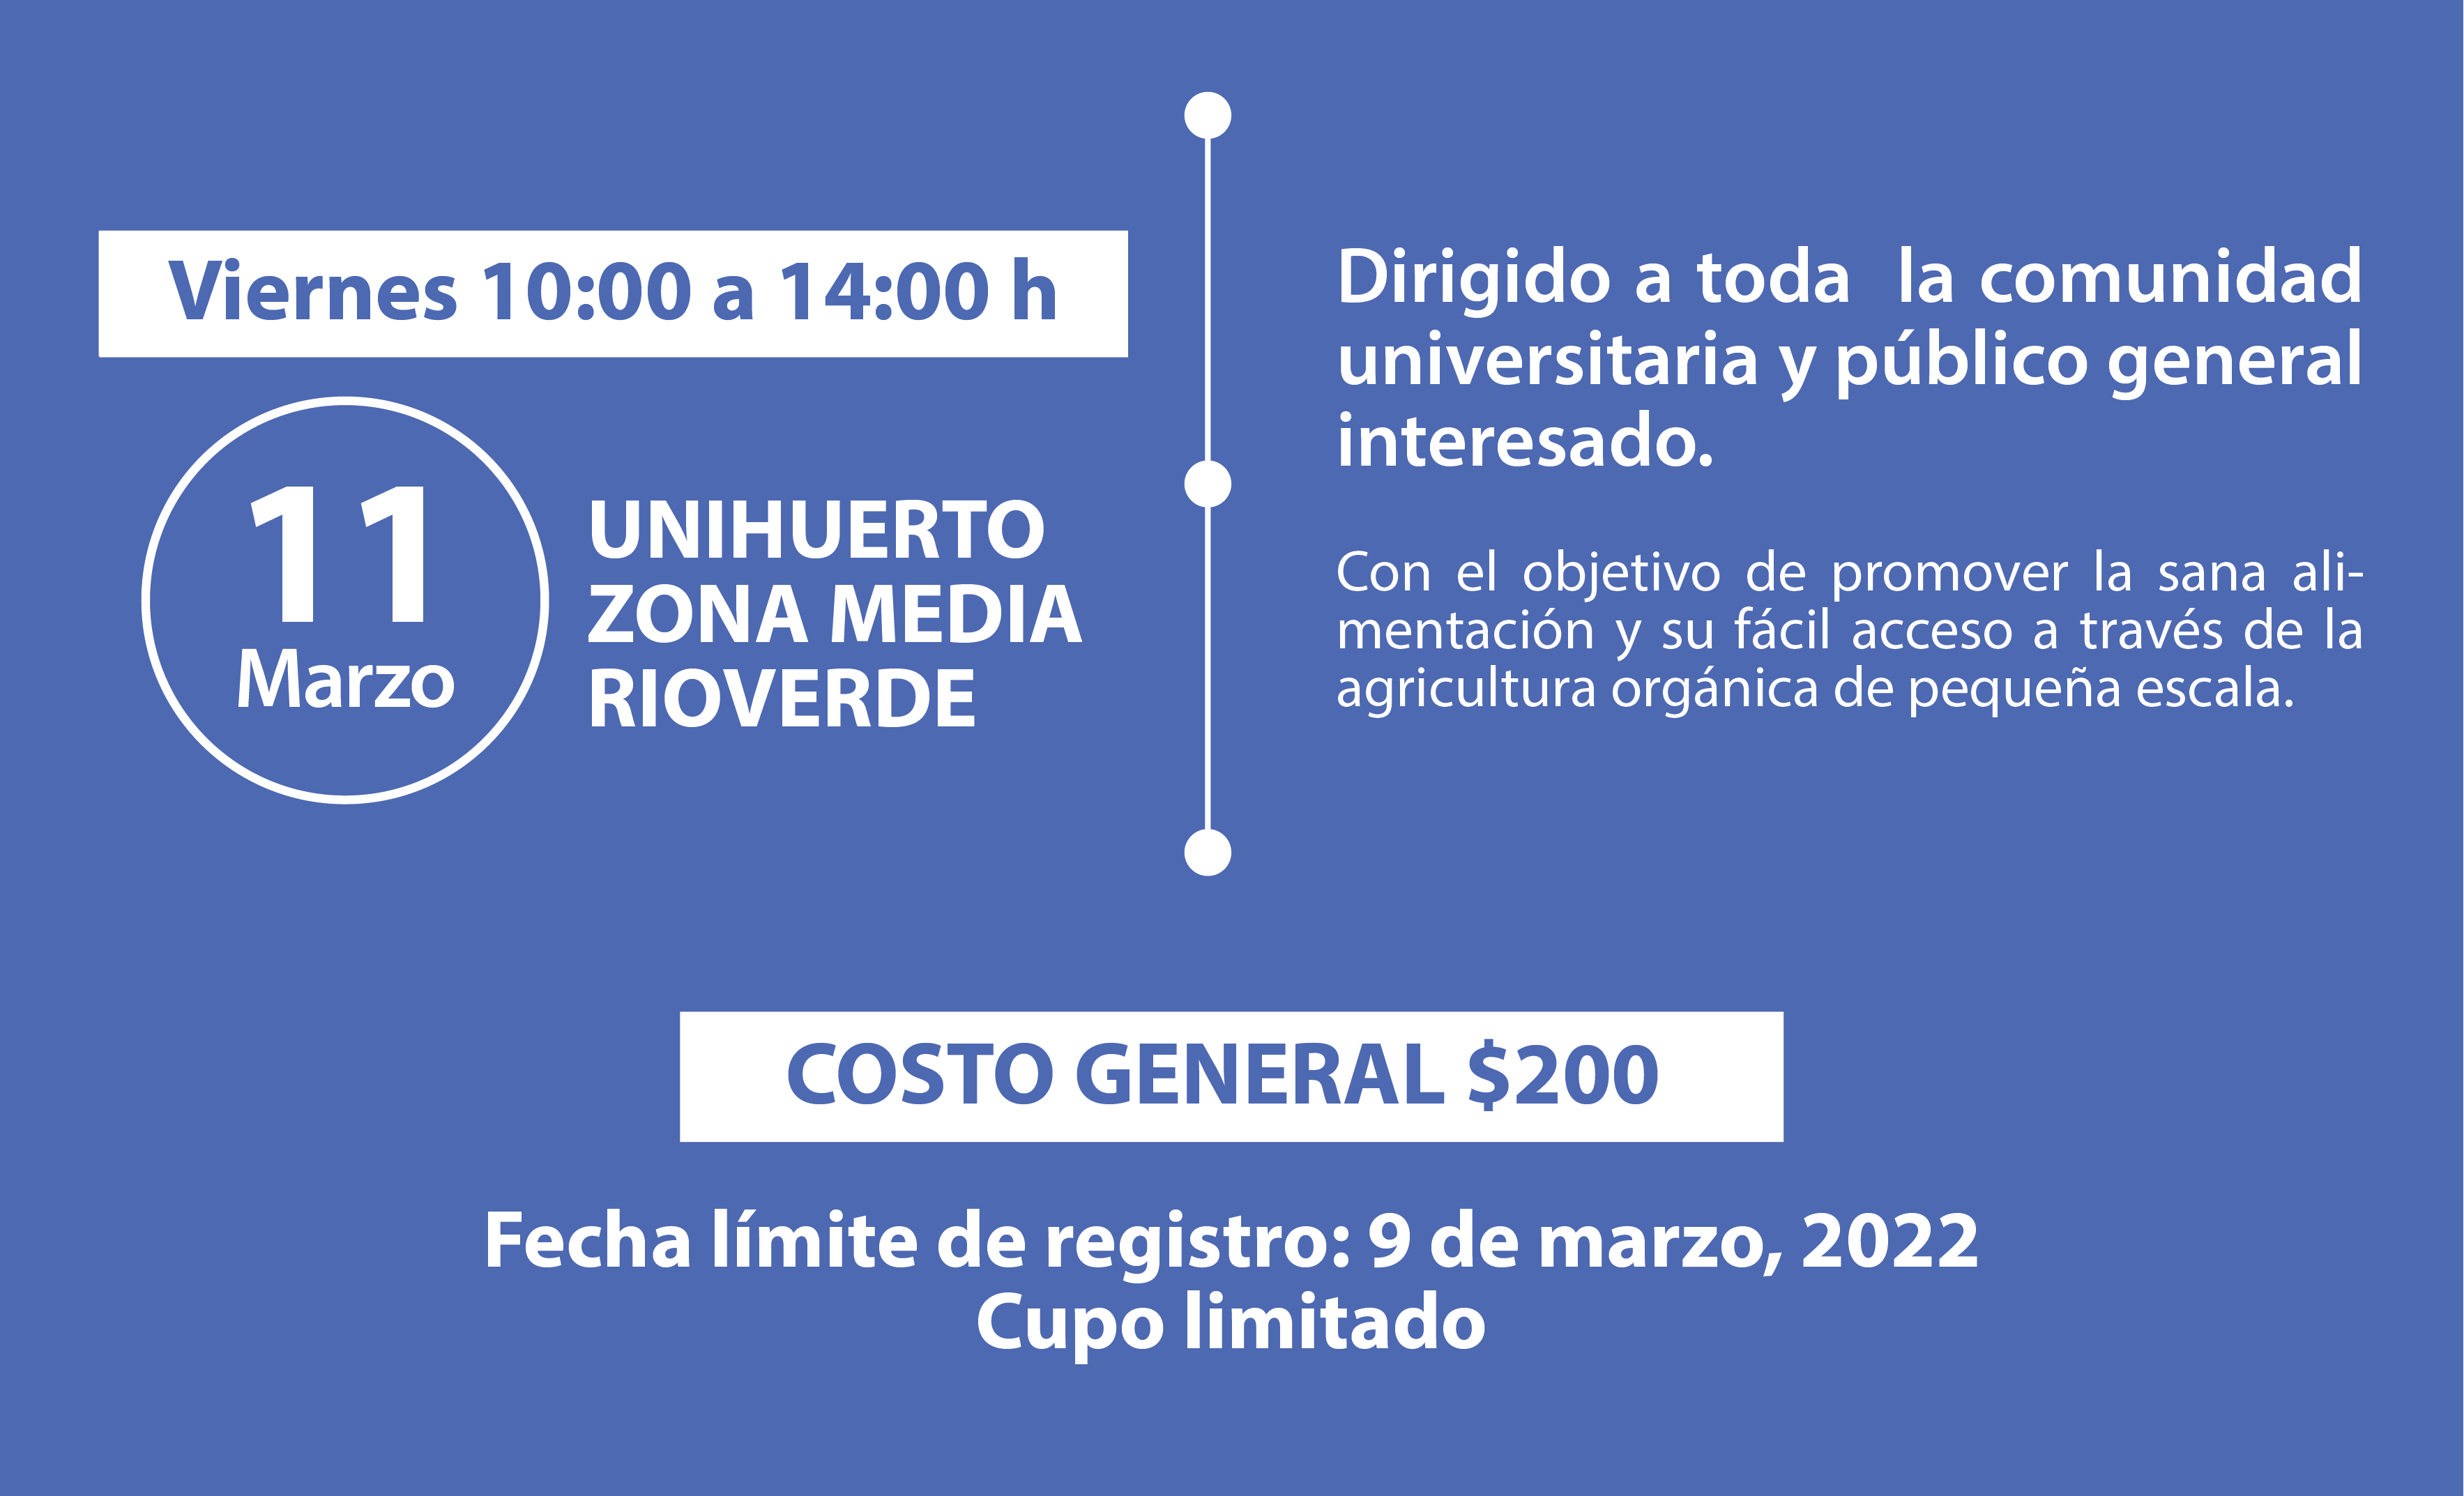 Viernes 10:00 a 14:00 h
11
Marzo
UNIHUERTO
ZONA MEDIA
RIOVERDE
Dirigido a toda la comunidad
universitaria y público general
interesado.
Con el objetivo de promover la sana ali-
mentación y su fácil acceso a través de la
agricultura orgánica de pequeña escala.
COSTO GENERAL $200
Fecha límite de registro: 9 de marzo, 2022
Cupo limitado